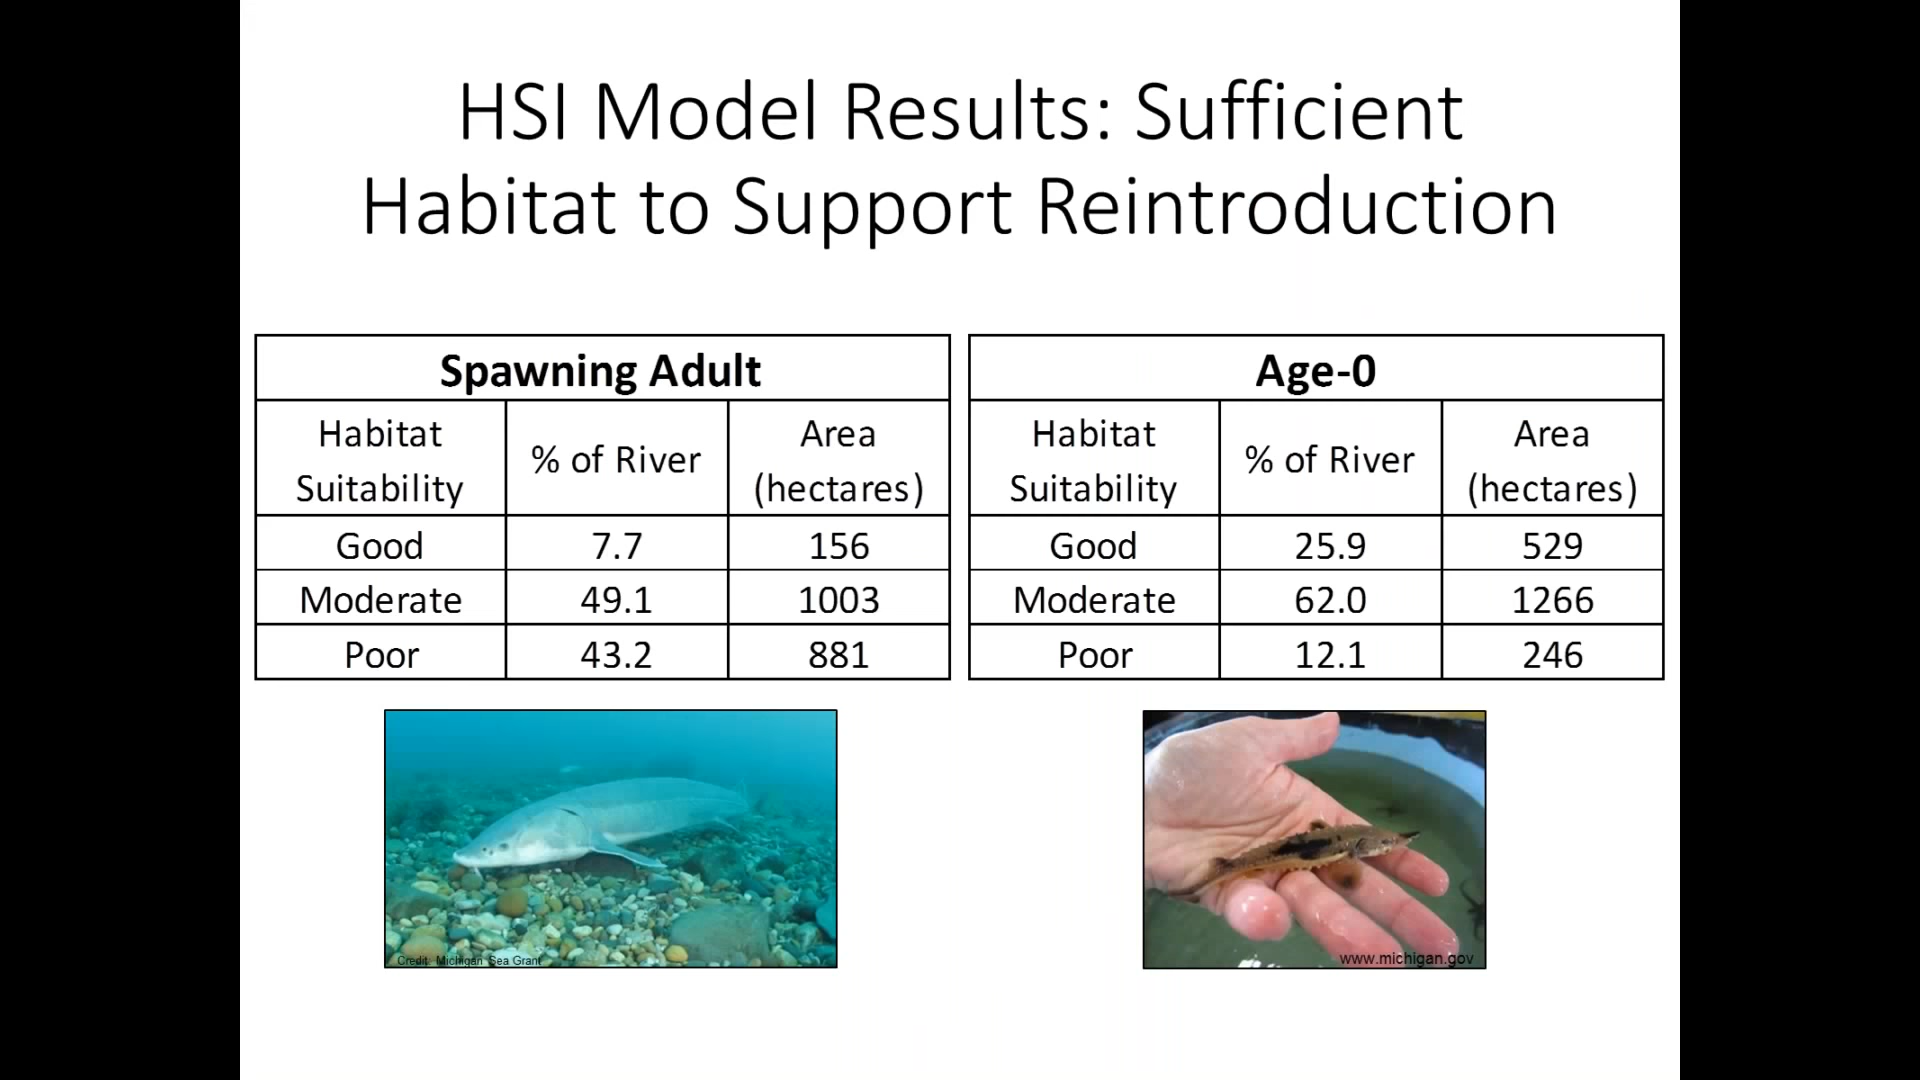 HSI Model Results: Sufficient
Habitat to Support Reintroduction
Spawning Adult
Habitat Suitability
% of River
Area (hectares)
Good 7.7 156
Moderate 49.1 1003
Poor 43.2 881
Age-0
Habitat Suitability
% of River
Area (hectares)
Good 25.9 529
Moderate 62.0 1266
Poor 12.1 246
Credit: Michigan Sea Grant
www.michigan.gov